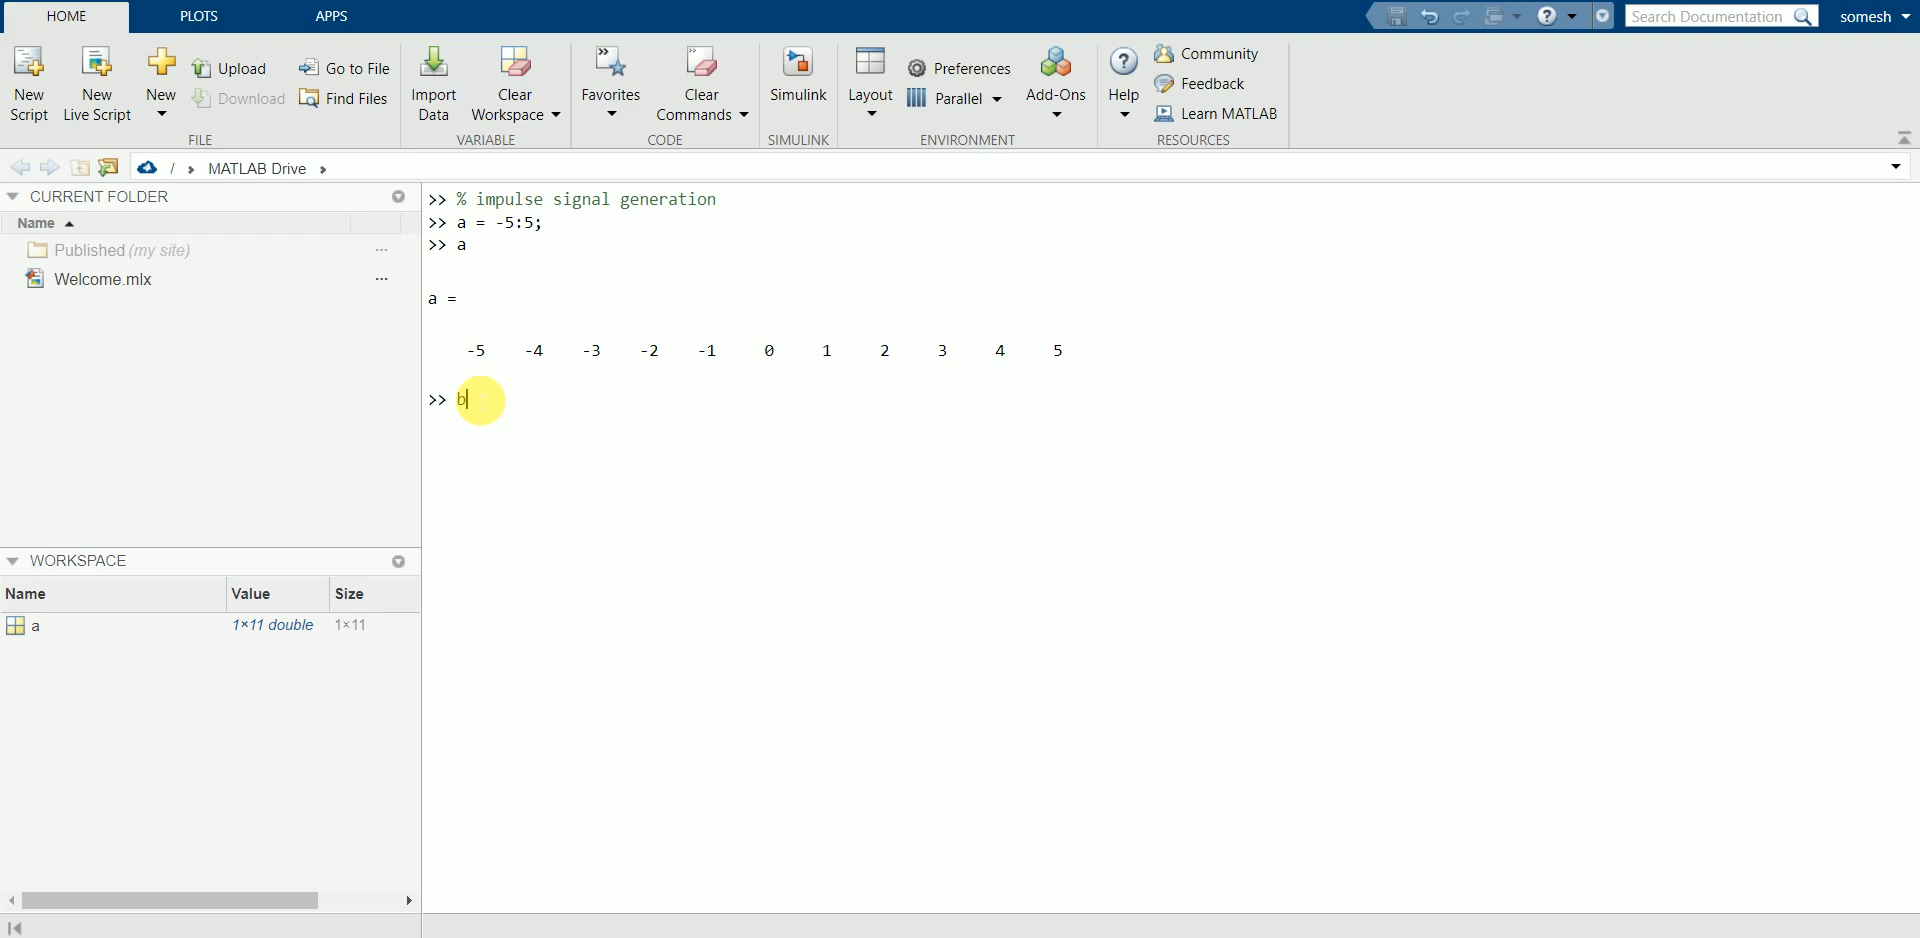 HOME PLOTS APPS Search Documentation somesh
New Script New Live Script New Upload Download Go to File Find Files Import Data Clear Workspace Favorites Clear Commands Simulink Layout Preferences Parallel Add-Ons Help Community Feedback Learn MATLAB
FILE VARIABLE CODE SIMULINK ENVIRONMENT RESOURCES
/ MATLAB Drive
CURRENT FOLDER
Name
Published (my site) ...
Welcome.mlx ...
WORKSPACE
Name Value Size
a 1×11 double 1×11
>> % impulse signal generation
>> a = -5:5;
>> a
a =
-5 -4 -3 -2 -1 0 1 2 3 4 5
>> b